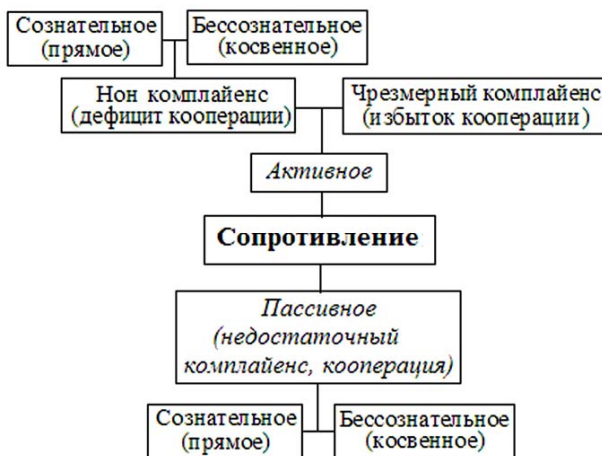 Сознательное
(прямое)
Бессознательное
(косвенное)
Нон комплайенс
(дефицит кооперации)
Чрезмерный комплайенс
(избыток кооперации)
Активное
Сопротивление
Пассивное
(недостаточный
комплайенс, кооперация)
Сознательное
(прямое)
Бессознательное
(косвенное)